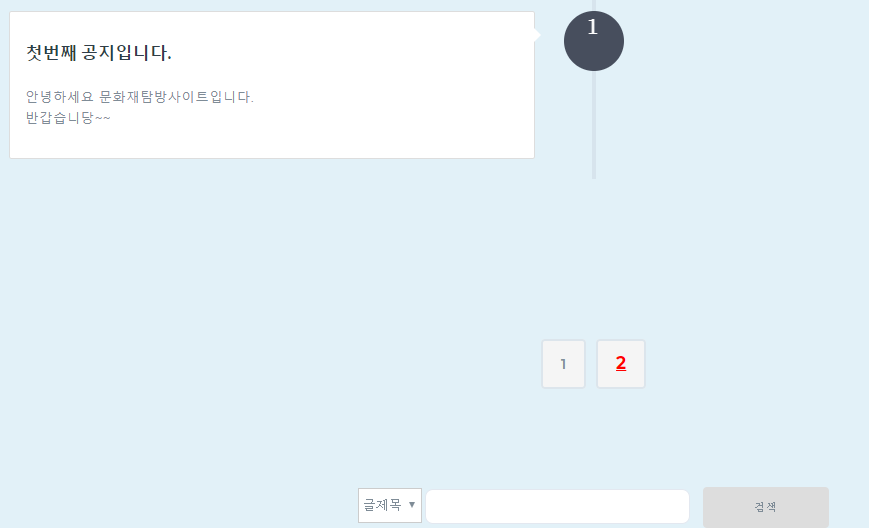 첫번째 공지입니다.
1
안녕하세요 문화재탐방사이트입니다.
반갑습니당~~
1 2
글제목 ▼ 검색